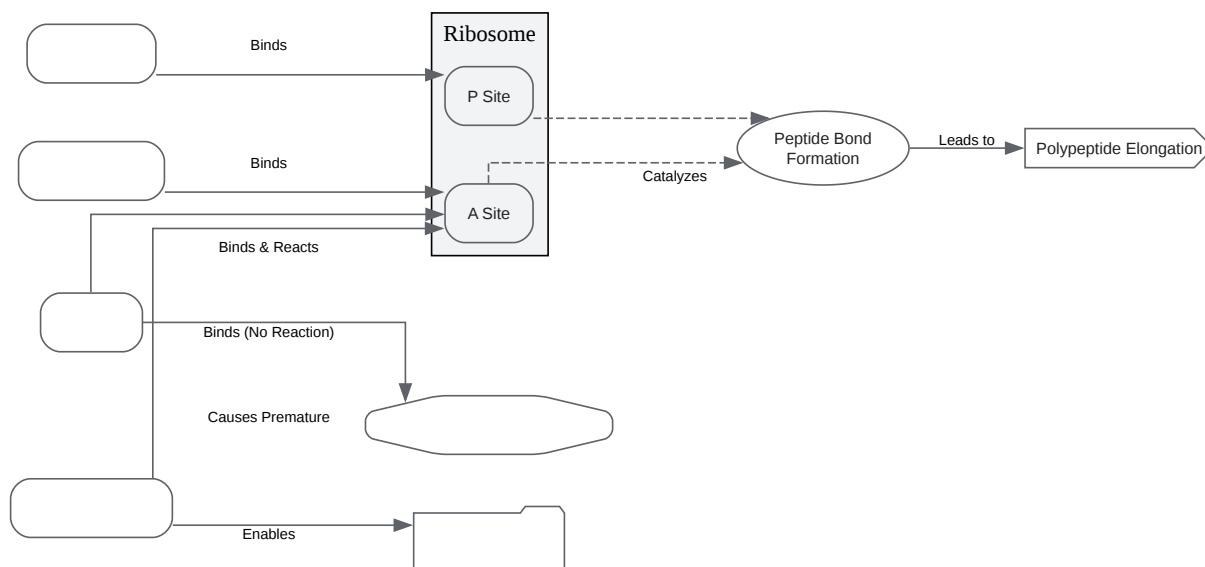 Ribosome
Binds
P Site
Peptide Bond
Formation
Leads to
Polypeptide Elongation
Binds
Catalyzes
A Site
Binds & Reacts
Binds (No Reaction)
Causes Premature
Enables